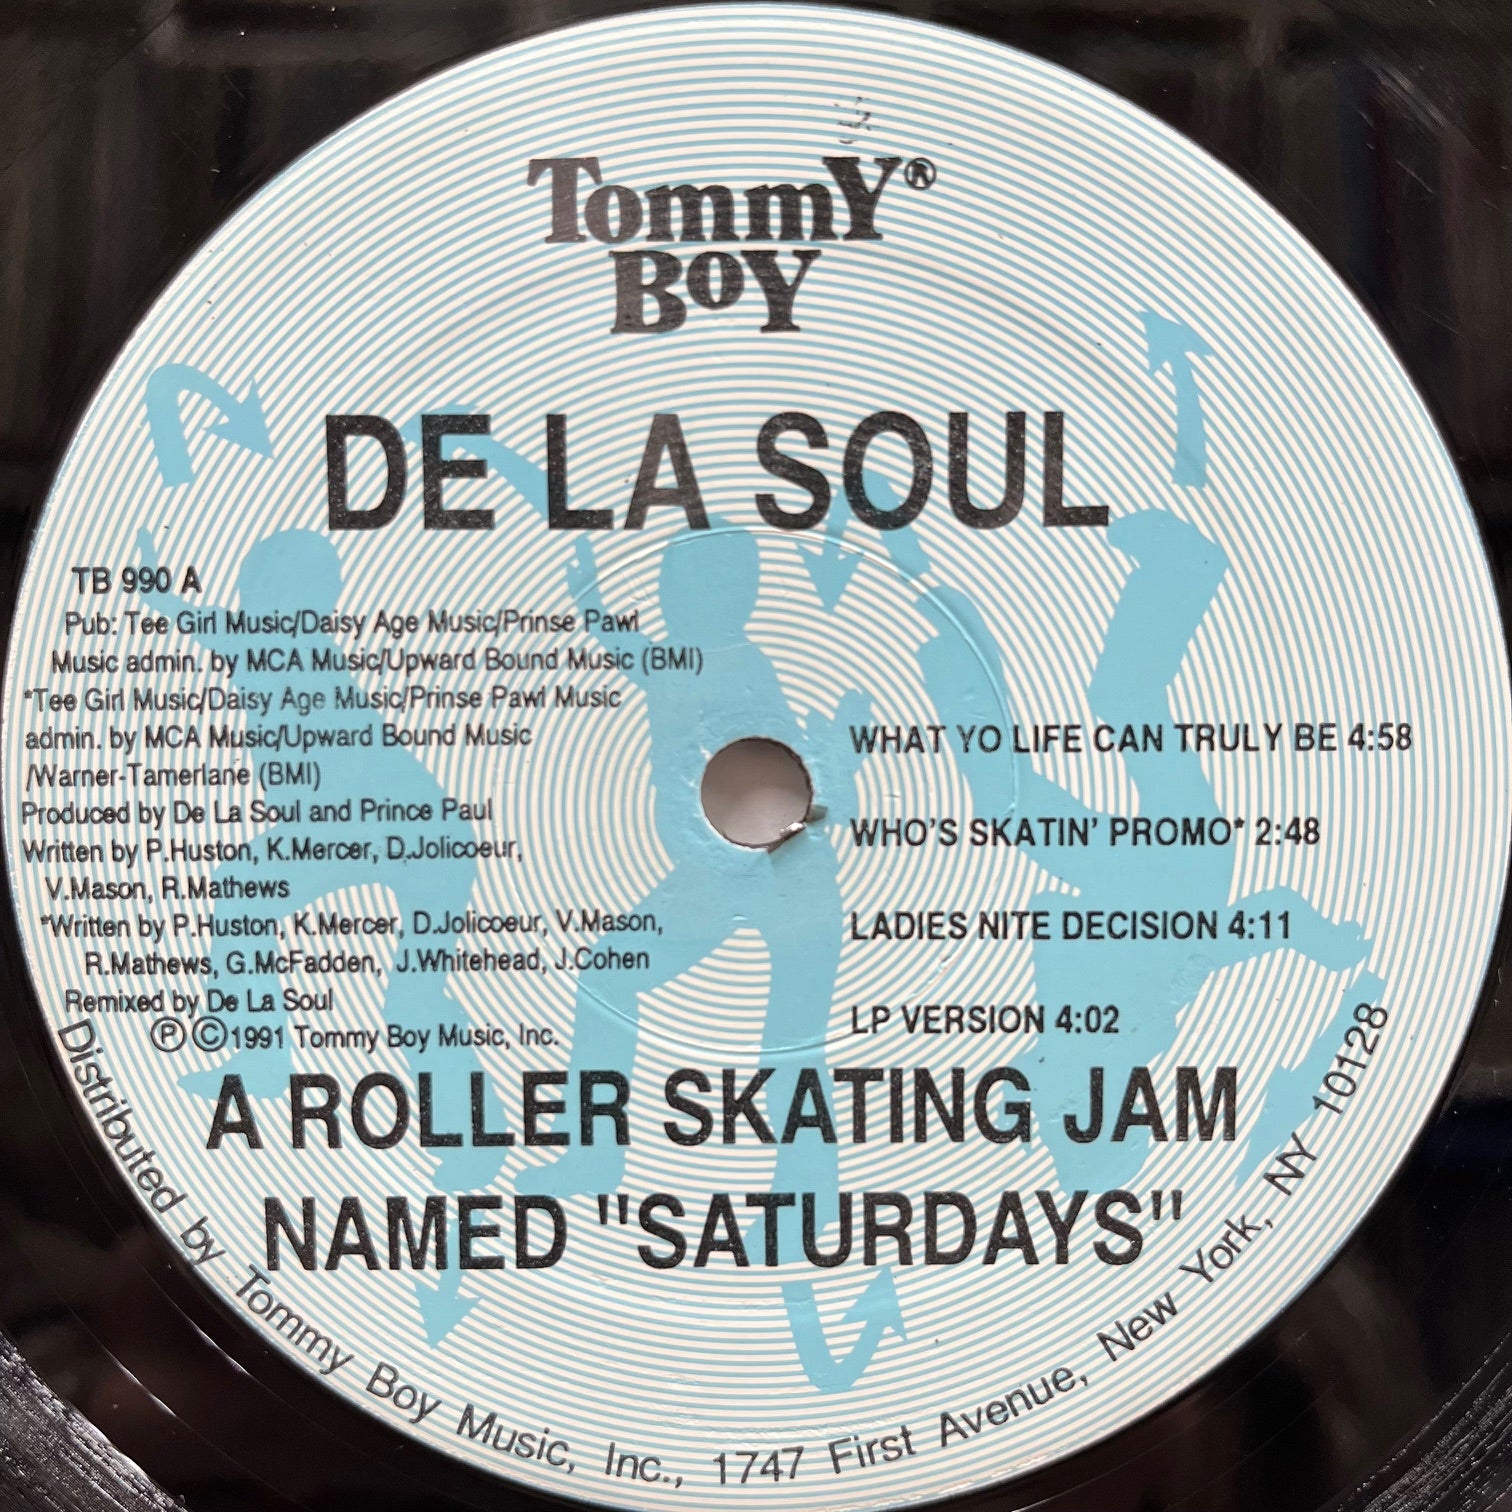 Tommy®
Boy
DE LA SOUL
TB 990 A
Pub: Tee Girl Music/Daisy Age Music/Prinse Pawl
Music admin. by MCA Music/Upward Bound Music (BMI)
*Tee Girl Music/Daisy Age Music/Prinse Pawl Music
admin. by MCA Music/Upward Bound Music
/Warner-Tamerlane (BMI)
Produced by De La Soul and Prince Paul
Written by P.Huston, K.Mercer, D.Jolicoeur,
V.Mason, R.Mathews
*Written by P.Huston, K.Mercer, D.Jolicoeur, V.Mason,
R.Mathews, G.McFadden, J.Whitehead, J.Cohen
Remixed by De La Soul
Ⓟ©1991 Tommy Boy Music, Inc.
WHAT YO LIFE CAN TRULY BE 4:58
WHO'S SKATIN' PROMO* 2:48
LADIES NITE DECISION 4:11
LP VERSION 4:02
A ROLLER SKATING JAM
NAMED "SATURDAYS"
Distributed by Tommy Boy Music, Inc., 1747 First Avenue, New York, NY 10128